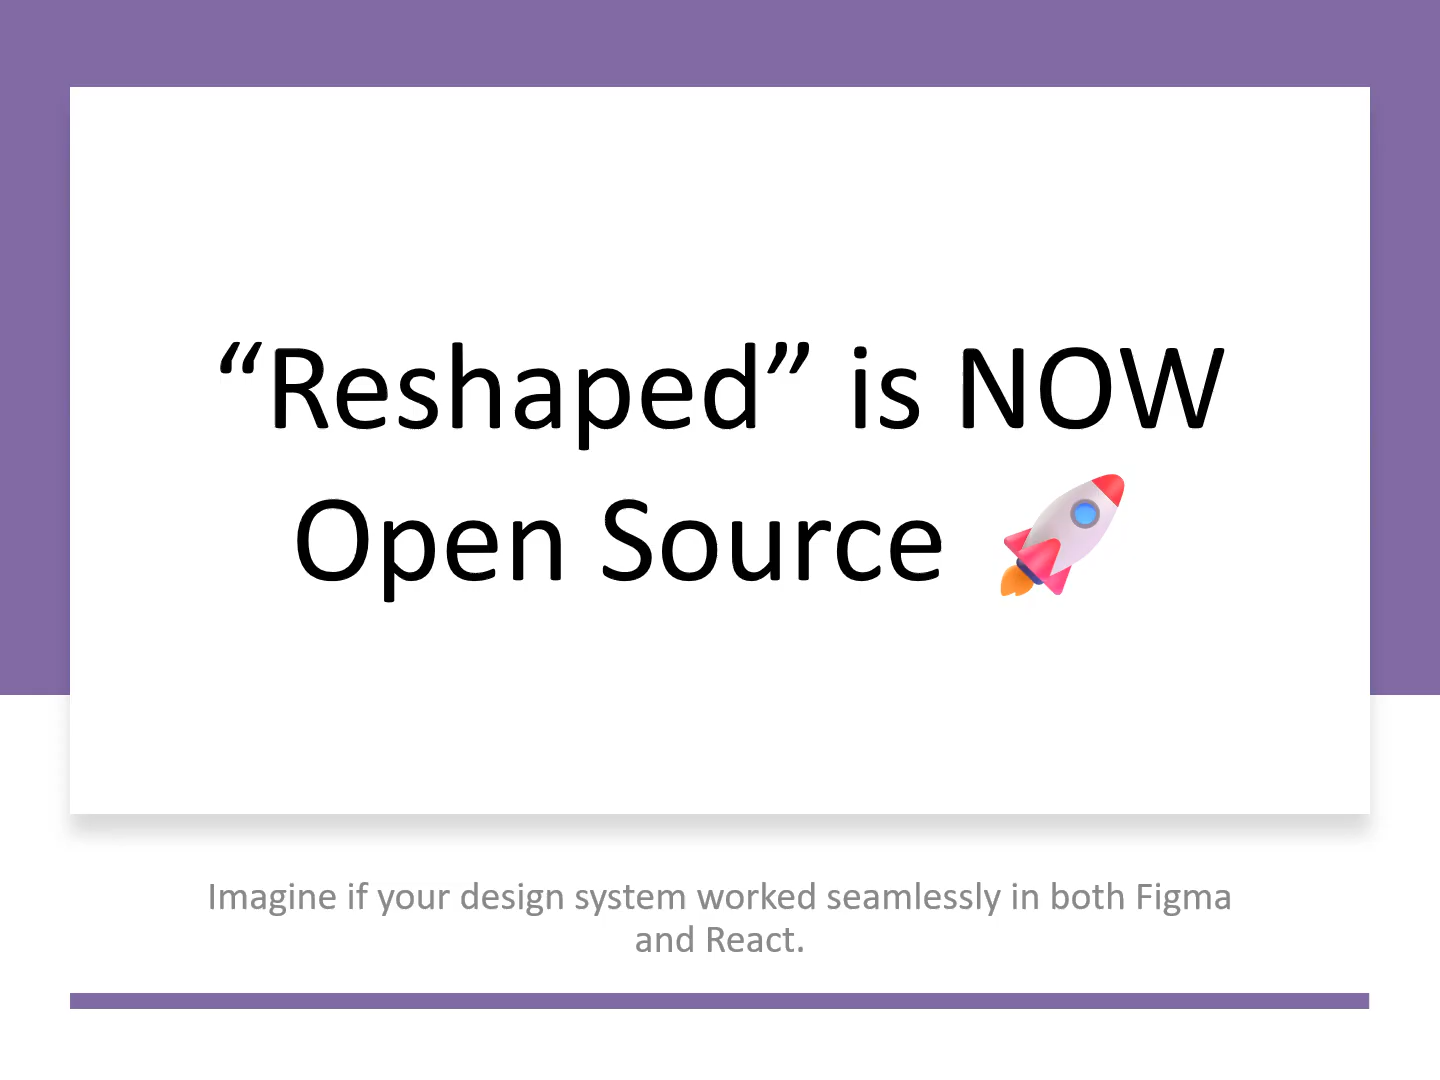 “Reshaped” is NOW
Open Source 🚀
Imagine if your design system worked seamlessly in both Figma
and React.